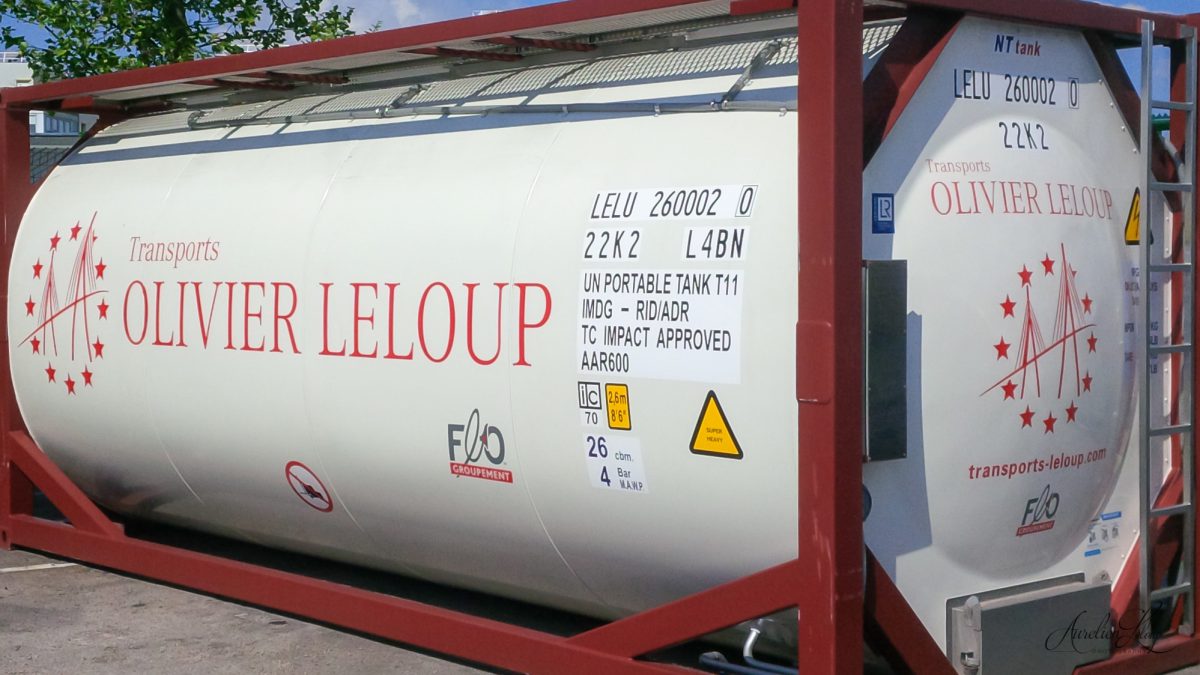 Transports
OLIVIER LELOUP
LELU 260002 0
22K2 L4BN
UN PORTABLE TANK T11
IMDG - RID/ADR
TC IMPACT APPROVED
AAR600
ic
70
2,6m
8'6"
SUPER
HEAVY
26 cbm.
4 Bar
M.A.W.P
FLO
GROUPEMENT
NT tank
LELU 260002 0
22K2
LR
Transports
OLIVIER LELOUP
transports-leloup.com
FLO
GROUPEMENT